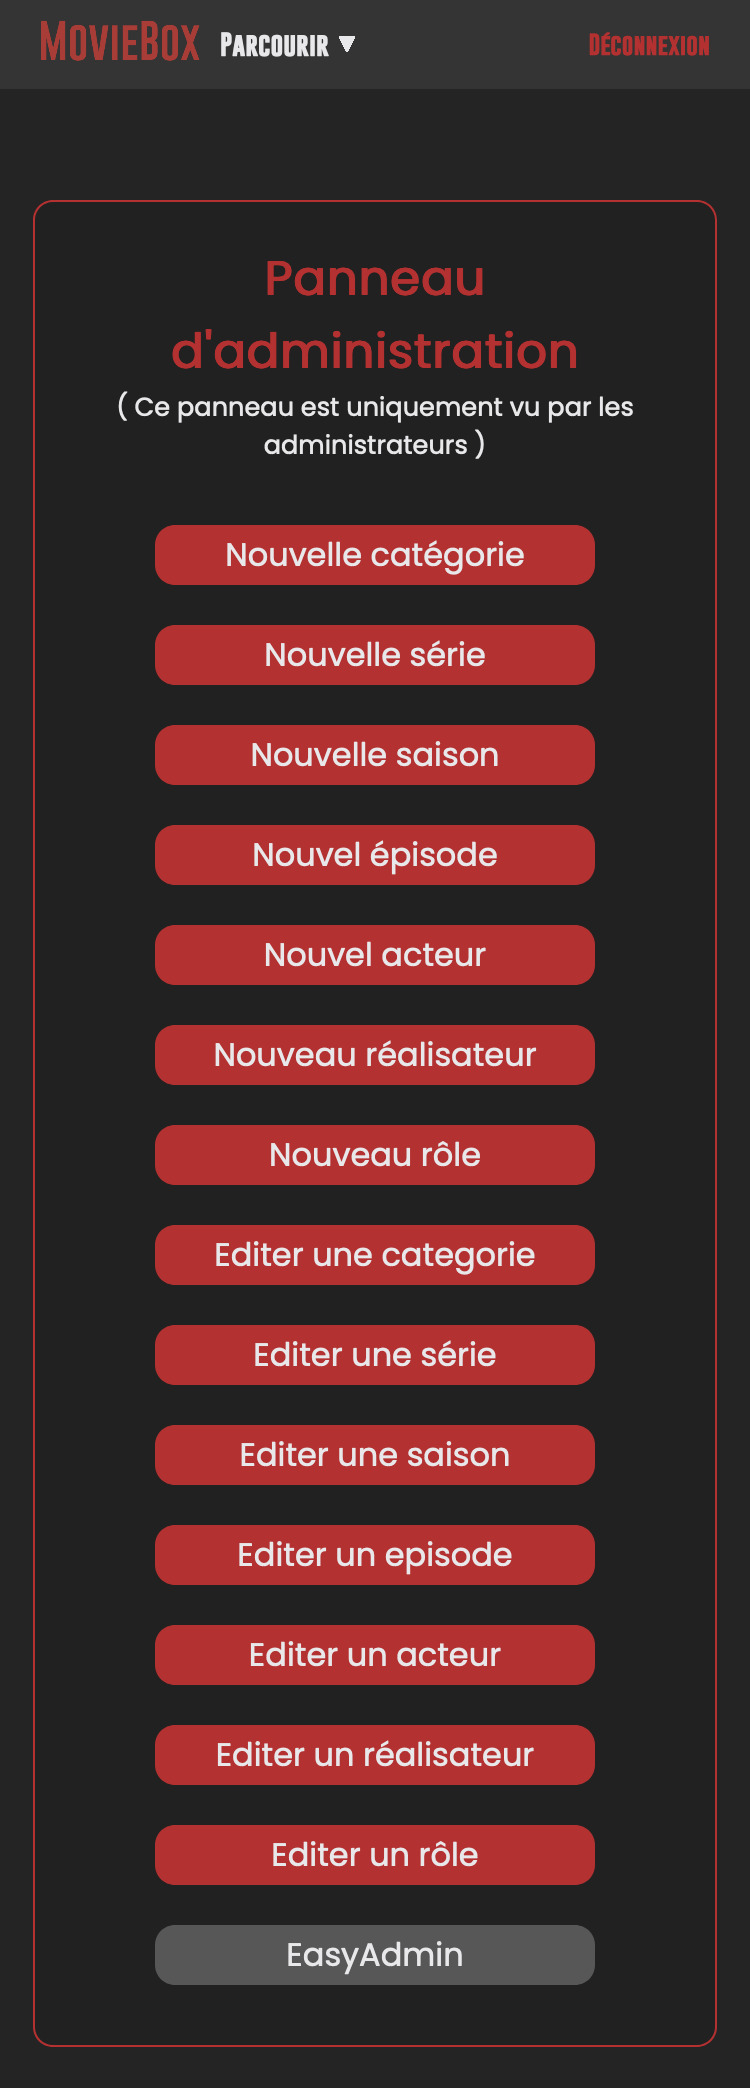 MovieBox Parcourir ▼ Déconnexion
Panneau
d'administration
( Ce panneau est uniquement vu par les
administrateurs )
Nouvelle catégorie
Nouvelle série
Nouvelle saison
Nouvel épisode
Nouvel acteur
Nouveau réalisateur
Nouveau rôle
Editer une categorie
Editer une série
Editer une saison
Editer un episode
Editer un acteur
Editer un réalisateur
Editer un rôle
EasyAdmin